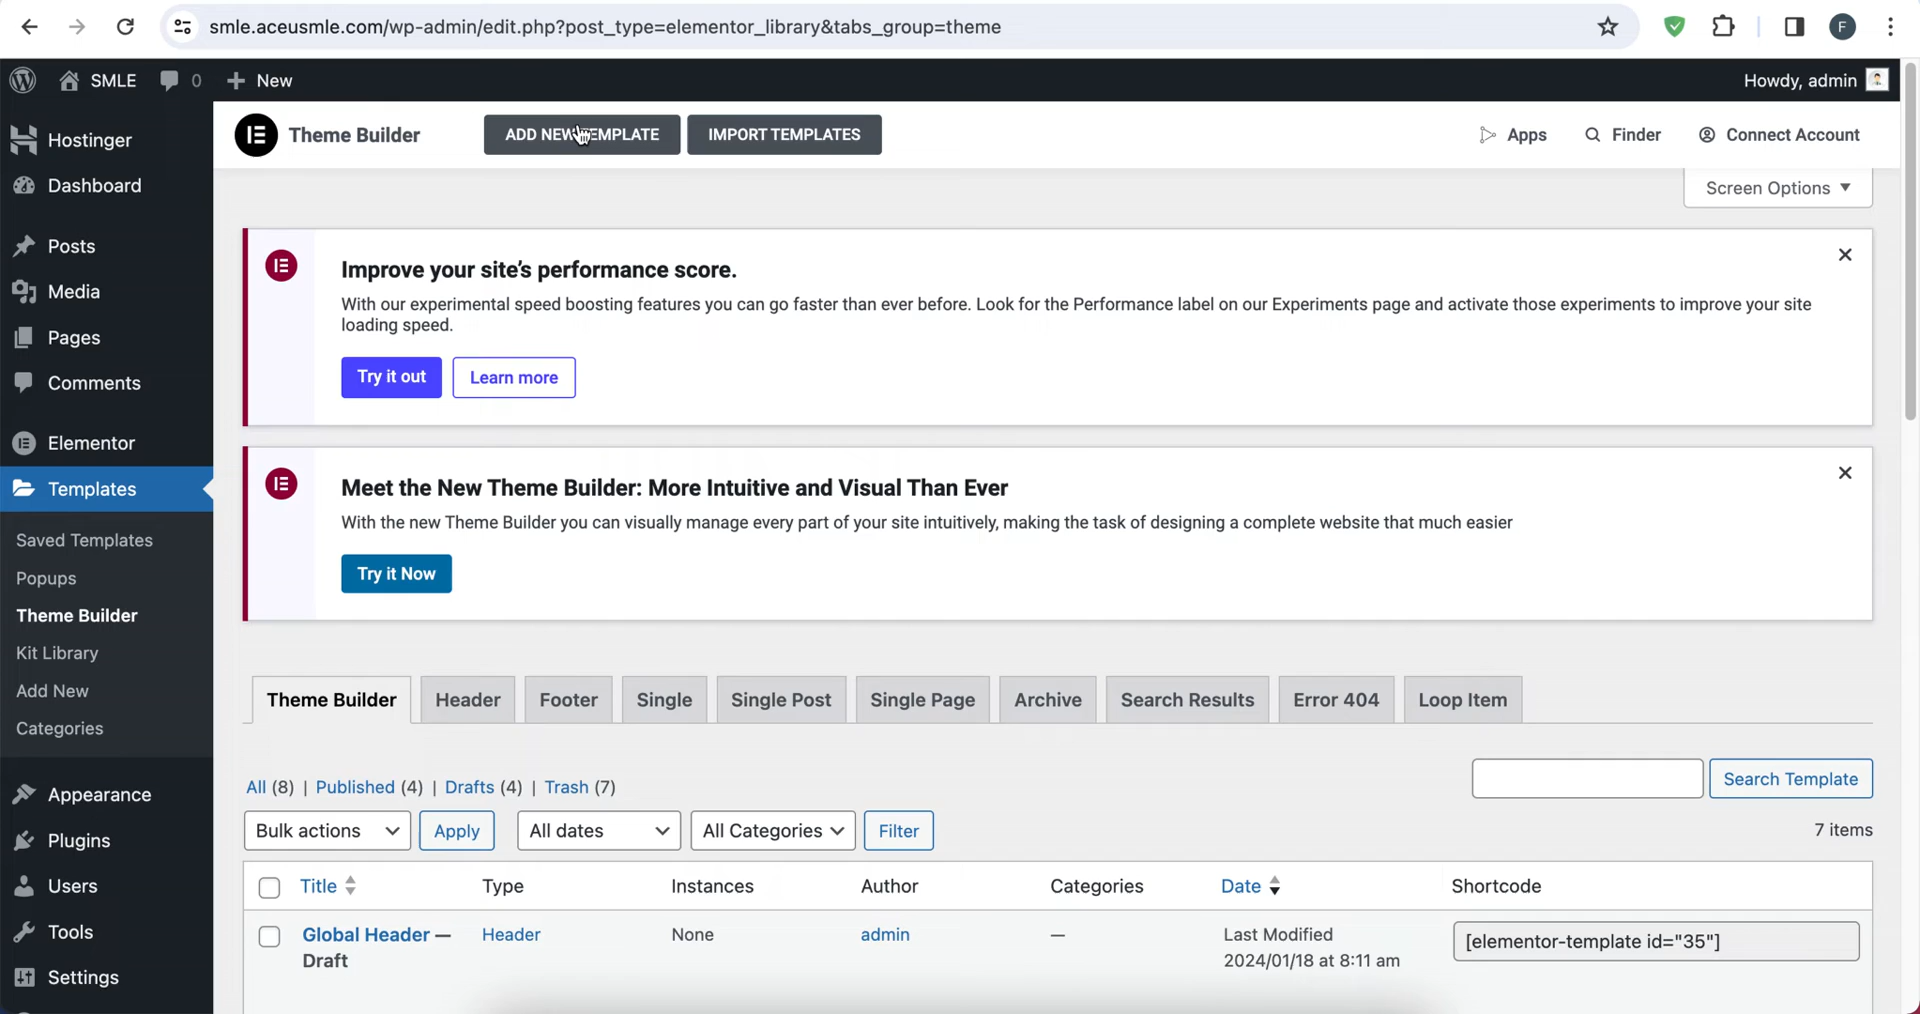 smle.aceusmle.com/wp-admin/edit.php?post_type=elementor_library&tabs_group=theme
F
SMLE
0
New
Howdy, admin
Hostinger
Dashboard
Posts
Media
Pages
Comments
Elementor
Templates
Saved Templates
Popups
Theme Builder
Kit Library
Add New
Categories
Appearance
Plugins
Users
Tools
Settings
Theme Builder
ADD NEW TEMPLATE
IMPORT TEMPLATES
Apps
Finder
Connect Account
Screen Options
Improve your site’s performance score.
With our experimental speed boosting features you can go faster than ever before. Look for the Performance label on our Experiments page and activate those experiments to improve your site
loading speed.
Try it out
Learn more
Meet the New Theme Builder: More Intuitive and Visual Than Ever
With the new Theme Builder you can visually manage every part of your site intuitively, making the task of designing a complete website that much easier
Try it Now
Theme Builder
Header
Footer
Single
Single Post
Single Page
Archive
Search Results
Error 404
Loop Item
All (8) | Published (4) | Drafts (4) | Trash (7)
Search Template
Bulk actions
Apply
All dates
All Categories
Filter
7 items
Title
Type
Instances
Author
Categories
Date
Shortcode
Global Header —
Draft
Header
None
admin
—
Last Modified
2024/01/18 at 8:11 am
[elementor-template id="35"]